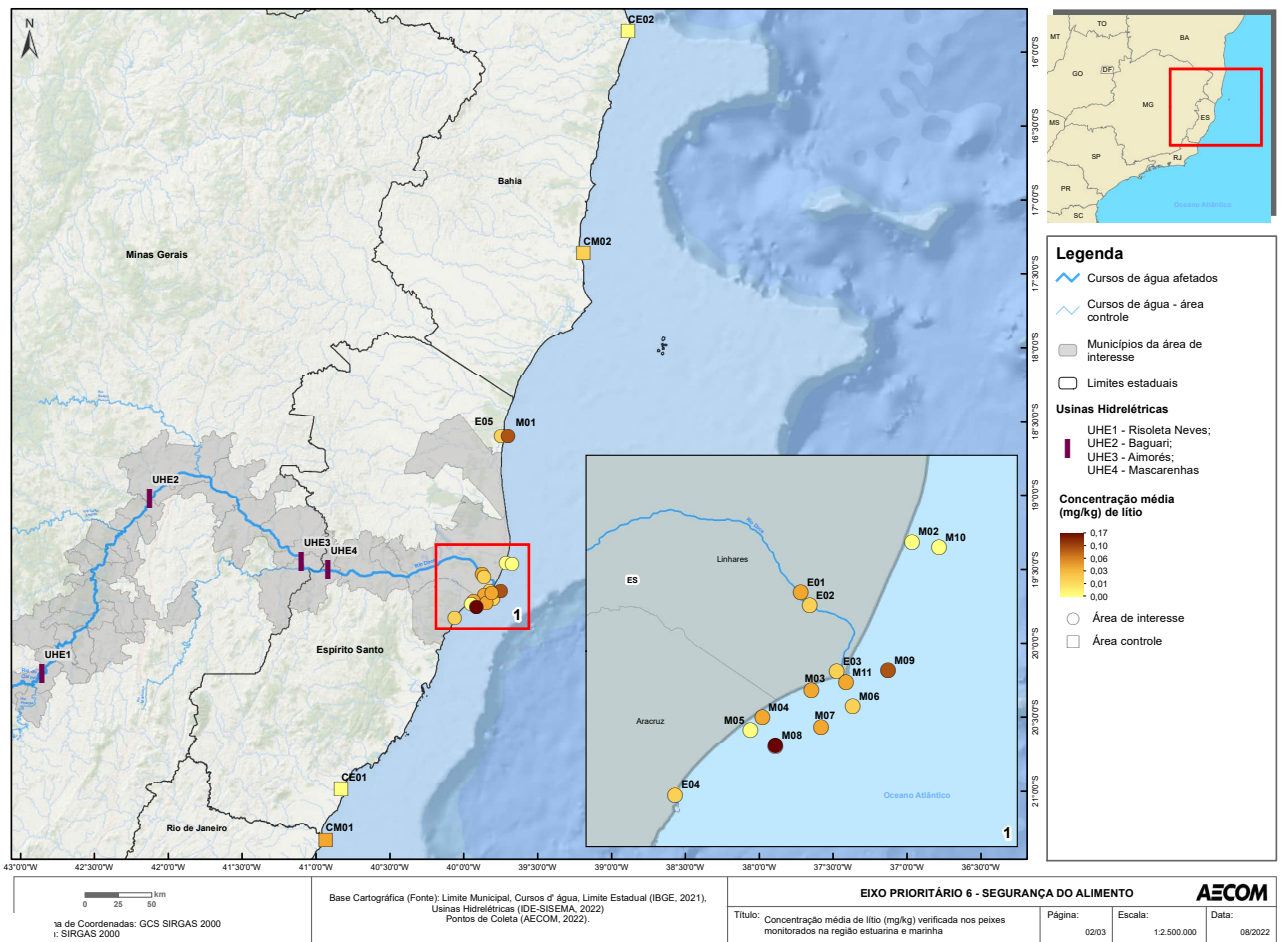 N
CE02
Bahia
CM02
Minas Gerais
E05
M01
UHE2
UHE3
UHE4
UHE1
Rio Doce
1
Espírito Santo
CE01
Rio de Janeiro
CM01
M02
M10
Linhares
Rio Doce
ES
E01
E02
E03
M09
M11
M03
M06
M04
M07
M05
M08
Aracruz
E04
Oceano Atlântico
1
16°0'0"S
16°30'0"S
17°0'0"S
17°30'0"S
18°0'0"S
18°30'0"S
19°0'0"S
19°30'0"S
20°0'0"S
20°30'0"S
21°0'0"S
43°0'0"W 42°30'0"W 42°0'0"W 41°30'0"W 41°0'0"W 40°30'0"W 40°0'0"W 39°30'0"W 39°0'0"W 38°30'0"W 38°0'0"W 37°30'0"W 37°0'0"W 36°30'0"W
TO
MT
BA
GO
DF
MG
MS
ES
SP
RJ
PR
SC
Oceano Atlântico
Legenda
Cursos de água afetados
Cursos de água - área
controle
Municípios da área de
interesse
Limites estaduais
Usinas Hidrelétricas
UHE1 - Risoleta Neves;
UHE2 - Baguari;
UHE3 - Aimorés;
UHE4 - Mascarenhas
Concentração média
(mg/kg) de lítio
0,17
0,10
0,06
0,03
0,01
0,00
Área de interesse
Área controle
km
0 25 50
na de Coordenadas: GCS SIRGAS 2000
: SIRGAS 2000
Base Cartográfica (Fonte): Limite Municipal, Cursos d' água, Limite Estadual (IBGE, 2021),
Usinas Hidrelétricas (IDE-SISEMA, 2022)
Pontos de Coleta (AECOM, 2022).
EIXO PRIORITÁRIO 6 - SEGURANÇA DO ALIMENTO
AECOM
Título: Concentração média de lítio (mg/kg) verificada nos peixes
monitorados na região estuarina e marinha
Página:
02/03
Escala:
1:2.500.000
Data:
08/2022